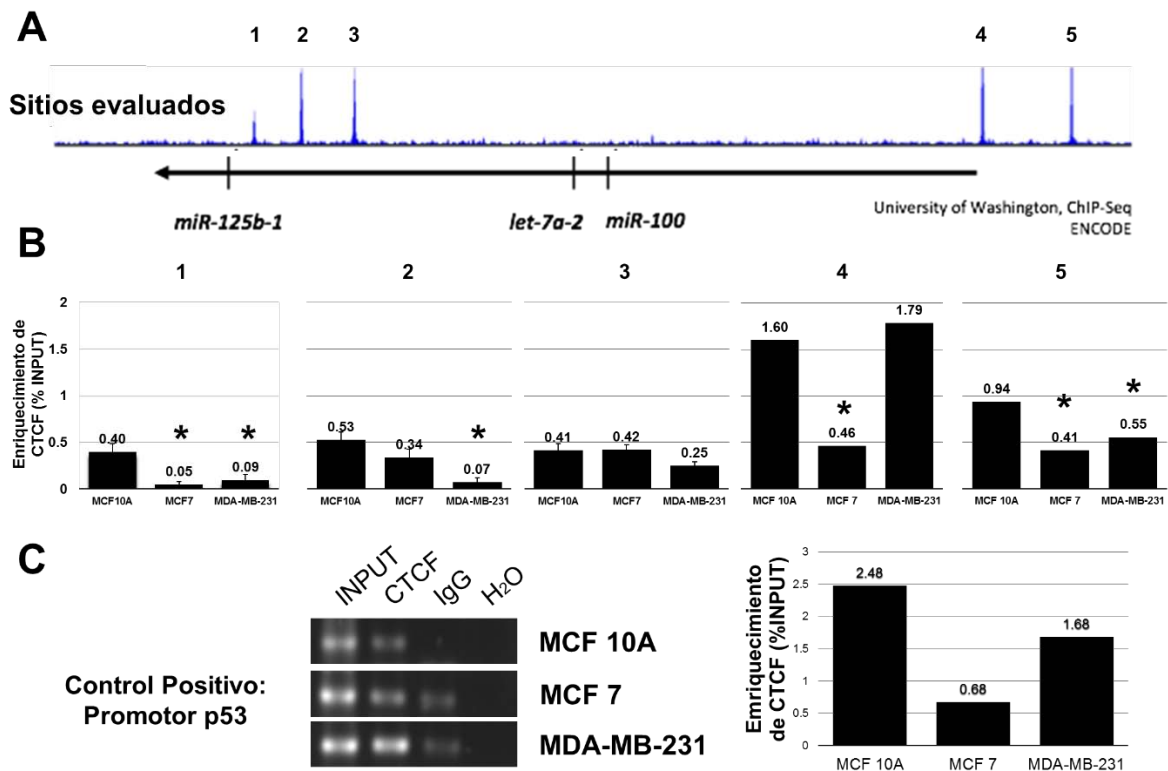 A
1 2 3 4 5
Sitios evaluados
miR-125b-1 let-7a-2 miR-100
University of Washington, ChIP-Seq
ENCODE
B
1 2 3 4 5
Enriquecimiento de
CTCF (% INPUT)
2
1.5
1
0.5
0
0.40
*
0.05
*
0.09
MCF10A MCF7 MDA-MB-231
0.53
0.34
*
0.07
MCF10A MCF7 MDA-MB-231
0.41
0.42
0.25
MCF10A MCF7 MDA-MB-231
1.60
*
0.46
1.79
MCF 10A MCF 7 MDA-MB-231
0.94
*
0.41
*
0.55
MCF 10A MCF 7 MDA-MB-231
C
Control Positivo:
Promotor p53
INPUT CTCF IgG H₂O
MCF 10A
MCF 7
MDA-MB-231
Emriquecimiento
de CTCF (%INPUT)
3
2.5
2
1.5
1
0.5
0
2.48
0.68
1.68
MCF 10A MCF 7 MDA-MB-231